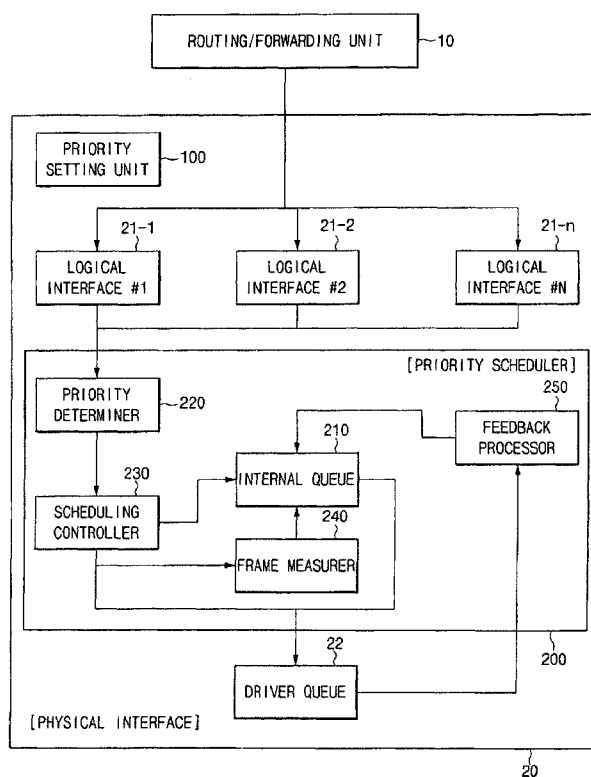 ROUTING/FORWARDING UNIT
10
PRIORITY
SETTING UNIT
100
21-1
21-2
21-n
LOGICAL
INTERFACE #1
LOGICAL
INTERFACE #2
LOGICAL
INTERFACE #N
[PRIORITY SCHEDULER]
PRIORITY
DETERMINER
220
250
FEEDBACK
PROCESSOR
210
INTERNAL QUEUE
230
SCHEDULING
CONTROLLER
240
FRAME MEASURER
200
22
DRIVER QUEUE
[PHYSICAL INTERFACE]
20